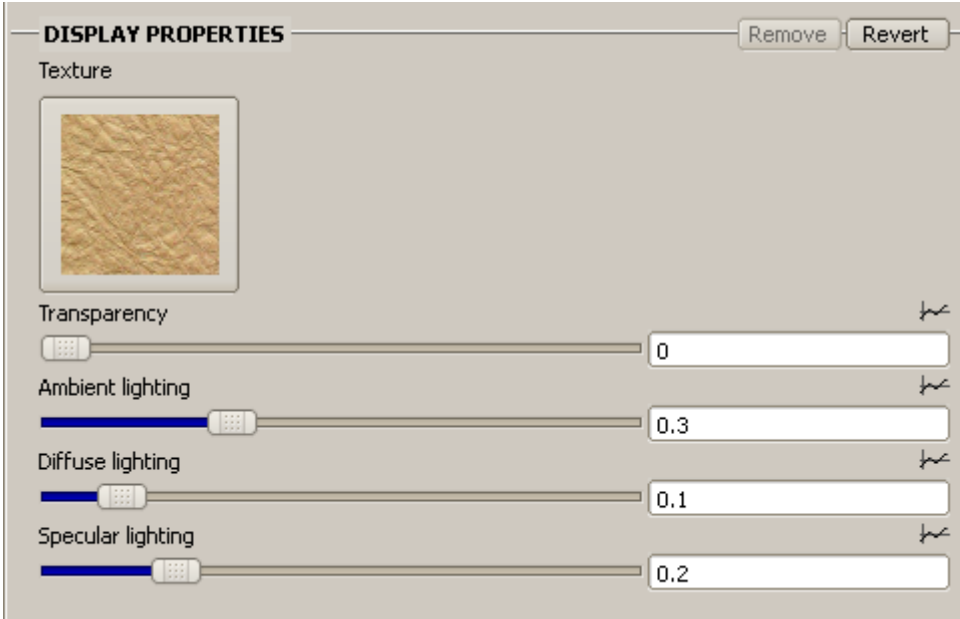 DISPLAY PROPERTIES Remove Revert
Texture
Transparency
0
Ambient lighting
0.3
Diffuse lighting
0.1
Specular lighting
0.2